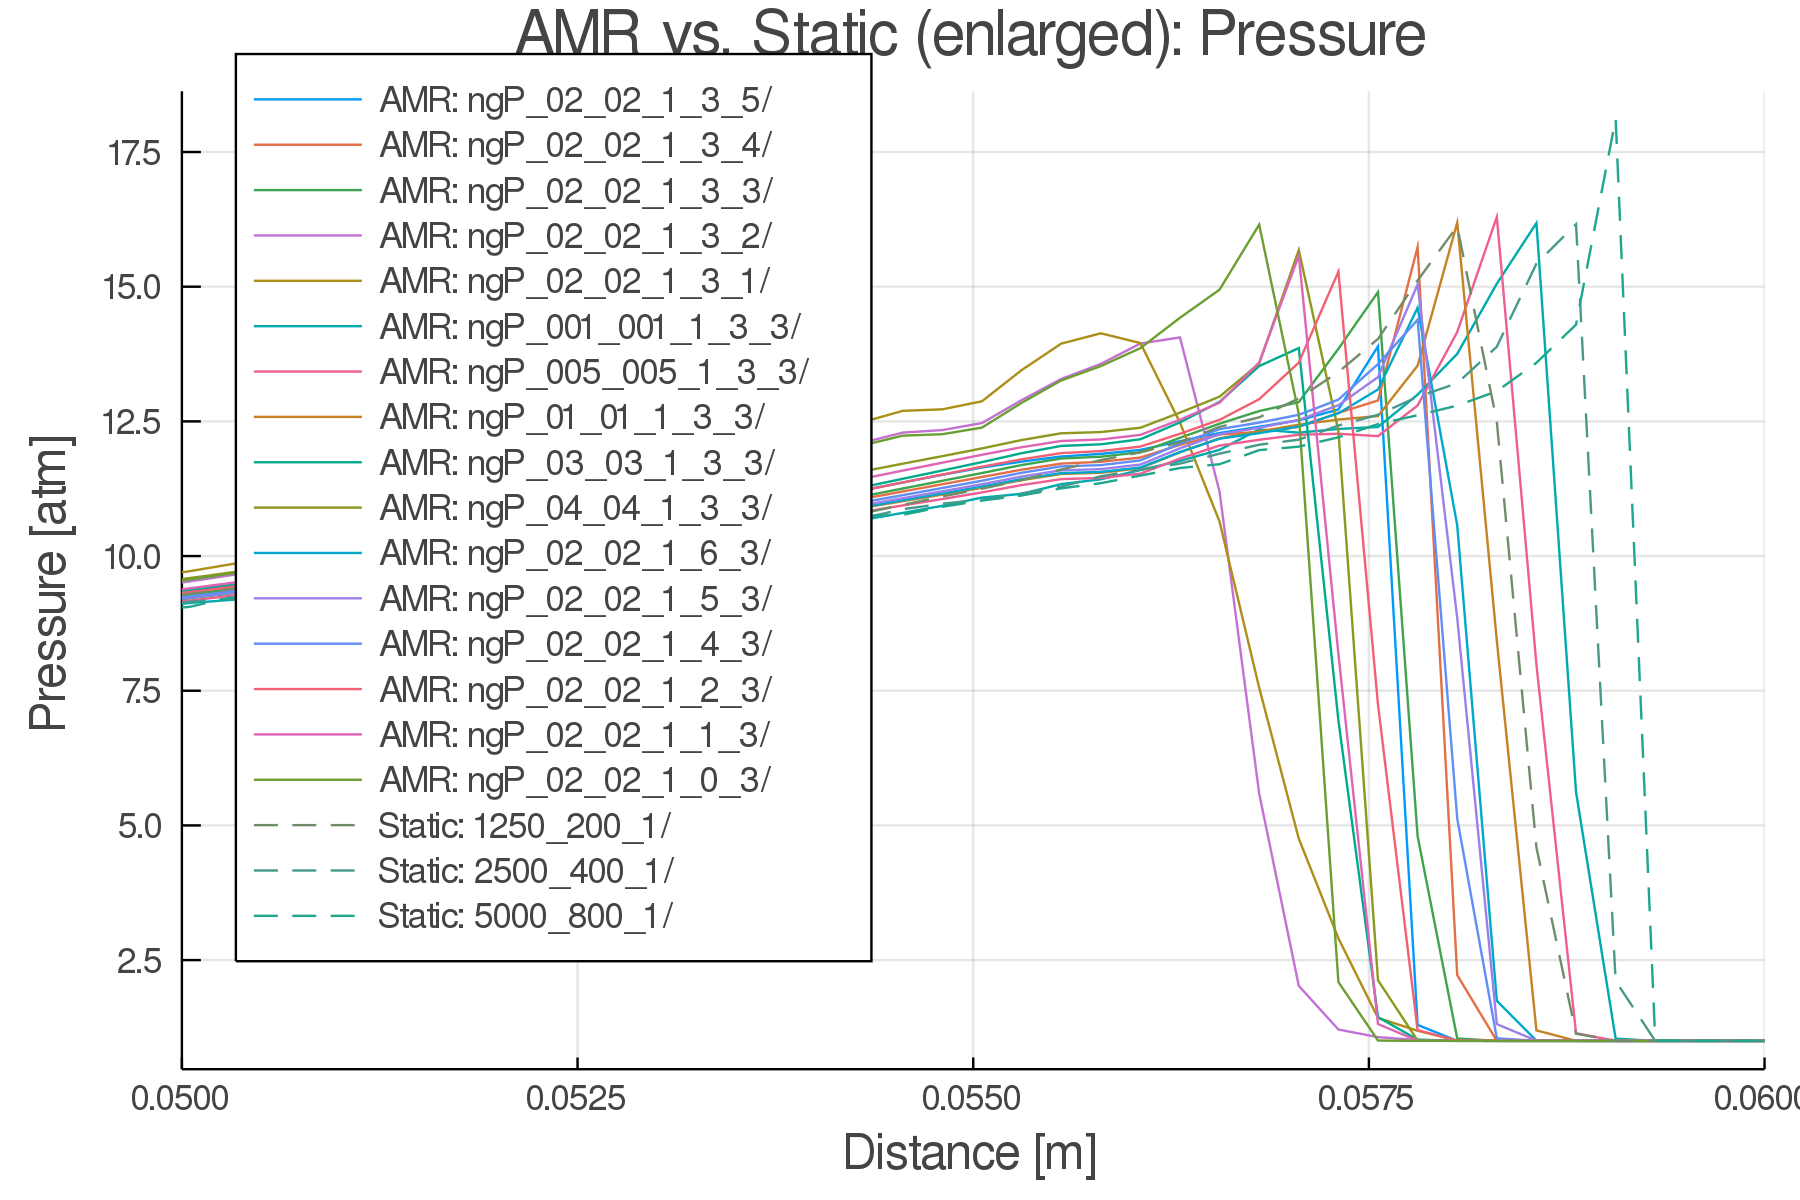 AMR vs. Static (enlarged): Pressure
AMR: ngP_02_02_1_3_5/
AMR: ngP_02_02_1_3_4/
AMR: ngP_02_02_1_3_3/
AMR: ngP_02_02_1_3_2/
AMR: ngP_02_02_1_3_1/
AMR: ngP_001_001_1_3_3/
AMR: ngP_005_005_1_3_3/
AMR: ngP_01_01_1_3_3/
AMR: ngP_03_03_1_3_3/
AMR: ngP_04_04_1_3_3/
AMR: ngP_02_02_1_6_3/
AMR: ngP_02_02_1_5_3/
AMR: ngP_02_02_1_4_3/
AMR: ngP_02_02_1_2_3/
AMR: ngP_02_02_1_1_3/
AMR: ngP_02_02_1_0_3/
Static: 1250_200_1/
Static: 2500_400_1/
Static: 5000_800_1/
17.5
15.0
12.5
10.0
7.5
5.0
2.5
Pressure [atm]
0.0500
0.0525
0.0550
0.0575
0.0600
Distance [m]